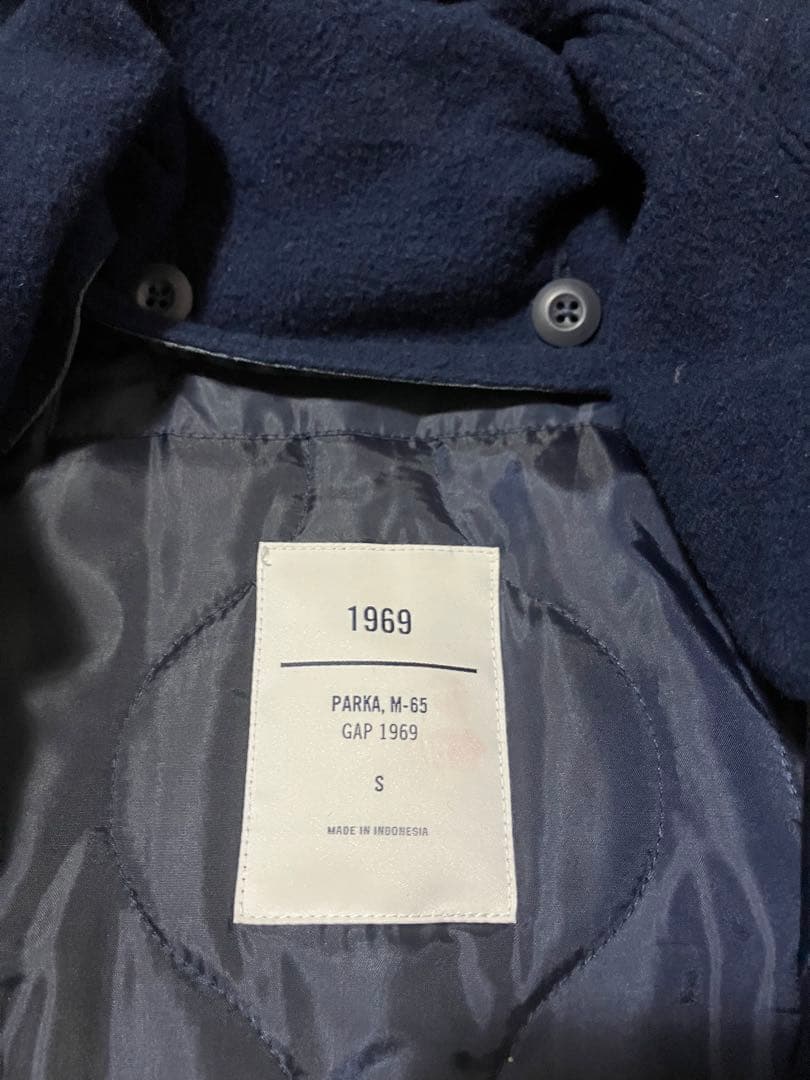 1969
PARKA, M-65
GAP 1969
S
MADE IN INDONESIA